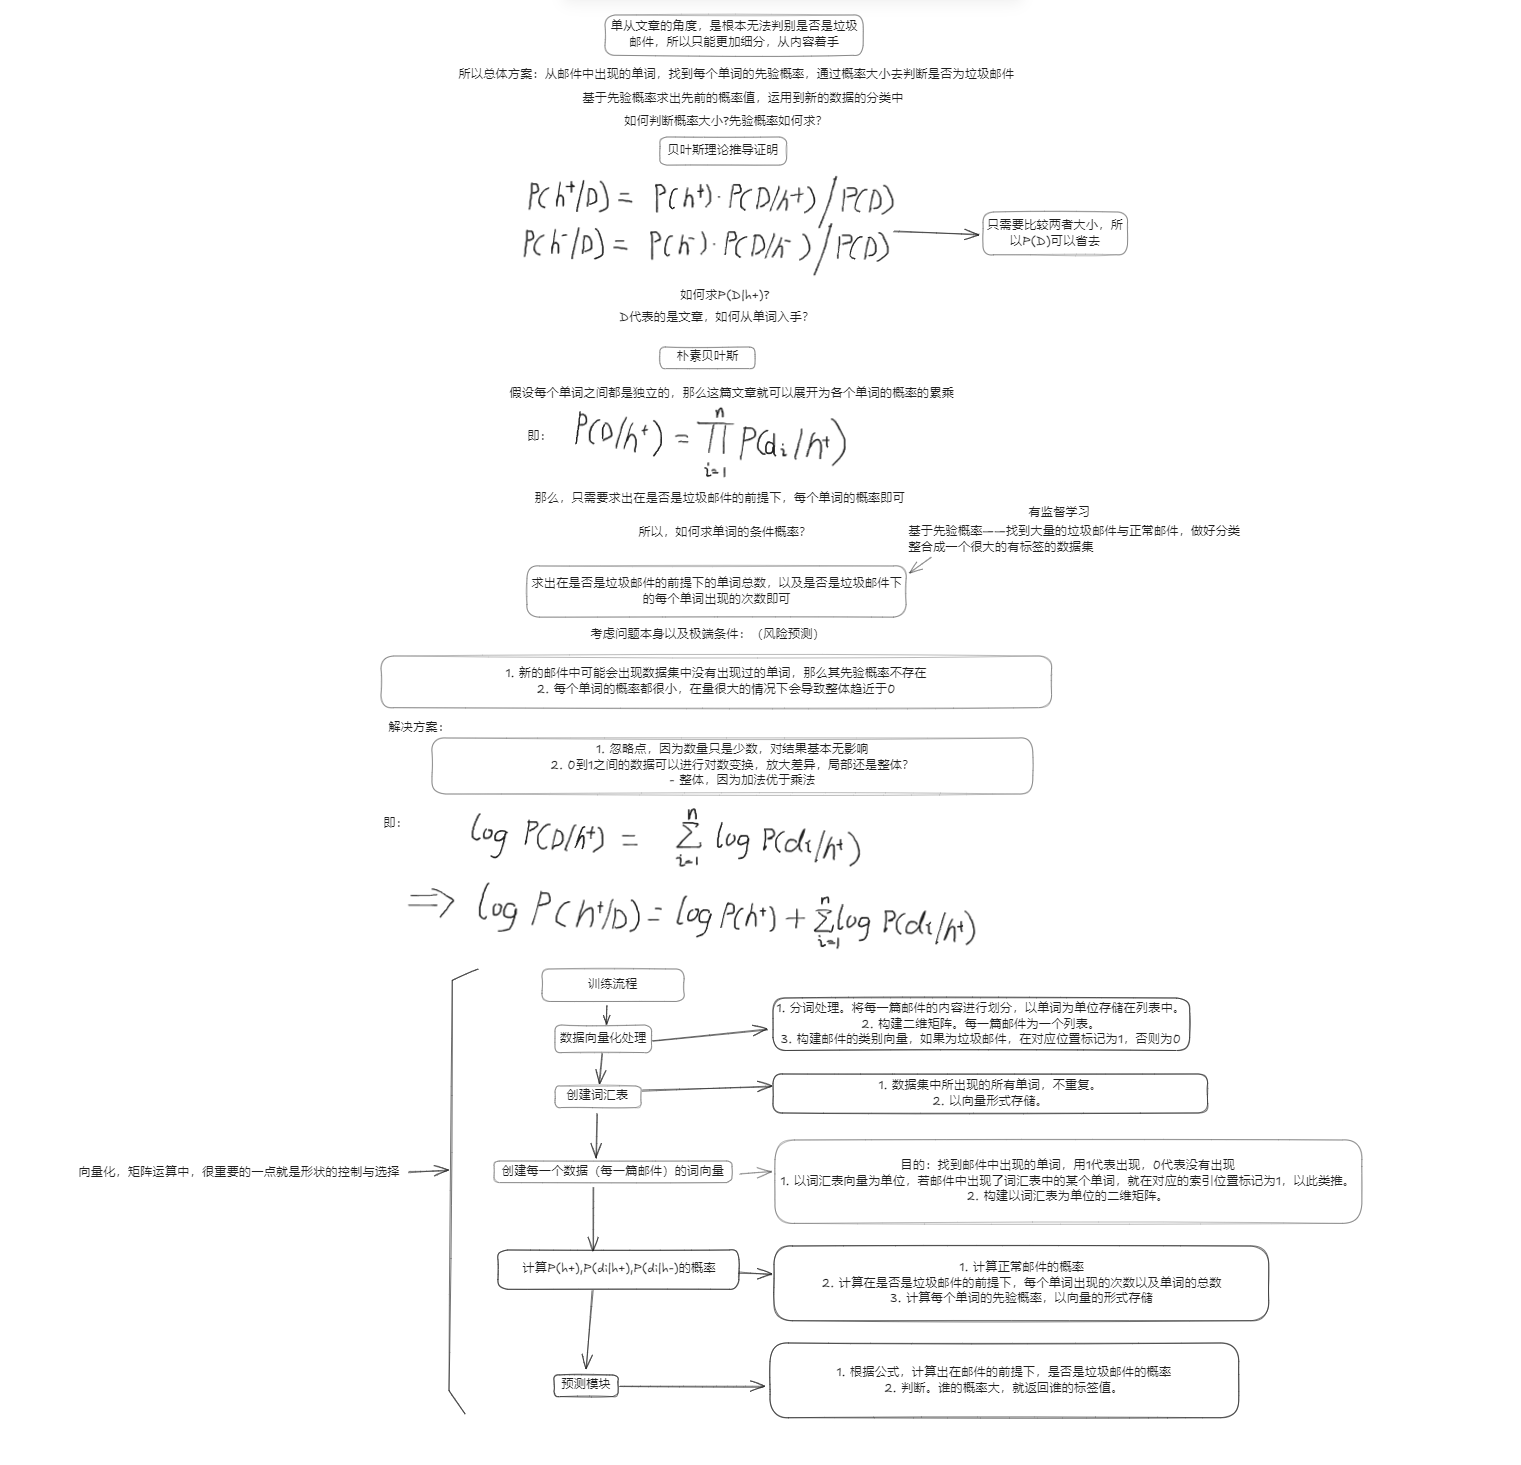 单从文章的角度，是根本无法判别是否是垃圾
邮件，所以只能更加细分，从内容着手
所以总体方案：从邮件中出现的单词，找到每个单词的先验概率，通过概率大小去判断是否为垃圾邮件
基于先验概率求出先前的概率值，运用到新的数据的分类中
如何判断概率大小?先验概率如何求?
贝叶斯理论推导证明
P(h⁺/D) = P(h⁺)·P(D/h⁺)/P(D)
P(h⁻/D) = P(h⁻)·P(D/h⁻)/P(D)
只需要比较两者大小，所
以P(D)可以省去
如何求P(D|h+)?
D代表的是文章，如何从单词入手?
朴素贝叶斯
假设每个单词之间都是独立的，那么这篇文章就可以展开为各个单词的概率的累乘
即：
P(D/h⁺) = ∏ⁿᵢ₌₁ P(dᵢ/h⁺)
那么，只需要求出在是否是垃圾邮件的前提下，每个单词的概率即可
所以，如何求单词的条件概率?
有监督学习
基于先验概率——找到大量的垃圾邮件与正常邮件，做好分类
整合成一个很大的有标签的数据集
求出在是否是垃圾邮件的前提下的单词总数，以及是否是垃圾邮件下
的每个单词出现的次数即可
考虑问题本身以及极端条件：（风险预测）
1. 新的邮件中可能会出现数据集中没有出现过的单词，那么其先验概率不存在
2. 每个单词的概率都很小，在量很大的情况下会导致整体趋近于0
解决方案：
1. 忽略点，因为数量只是少数，对结果基本无影响
2. 0到1之间的数据可以进行对数变换，放大差异，局部还是整体?
- 整体，因为加法优于乘法
即：
log P(D/h⁺) = ∑ⁿᵢ₌₁ log P(dᵢ/h⁺)
⇒ log P(h⁺/D) = log P(h⁺) + ∑ⁿᵢ₌₁ log P(dᵢ/h⁺)
训练流程
数据向量化处理
1. 分词处理。将每一篇邮件的内容进行划分，以单词为单位存储在列表中。
2. 构建二维矩阵。每一篇邮件为一个列表。
3. 构建邮件的类别向量，如果为垃圾邮件，在对应位置标记为1，否则为0
创建词汇表
1. 数据集中所出现的所有单词，不重复。
2. 以向量形式存储。
向量化，矩阵运算中，很重要的一点就是形状的控制与选择
创建每一个数据（每一篇邮件）的词向量
目的：找到邮件中出现的单词，用1代表出现，0代表没有出现
1. 以词汇表向量为单位，若邮件中出现了词汇表中的某个单词，就在对应的索引位置标记为1，以此类推。
2. 构建以词汇表为单位的二维矩阵。
计算P(h+),P(di|h+),P(di|h-)的概率
1. 计算正常邮件的概率
2. 计算在是否是垃圾邮件的前提下，每个单词出现的次数以及单词的总数
3. 计算每个单词的先验概率，以向量的形式存储
预测模块
1. 根据公式，计算出在邮件的前提下，是否是垃圾邮件的概率
2. 判断。谁的概率大，就返回谁的标签值。